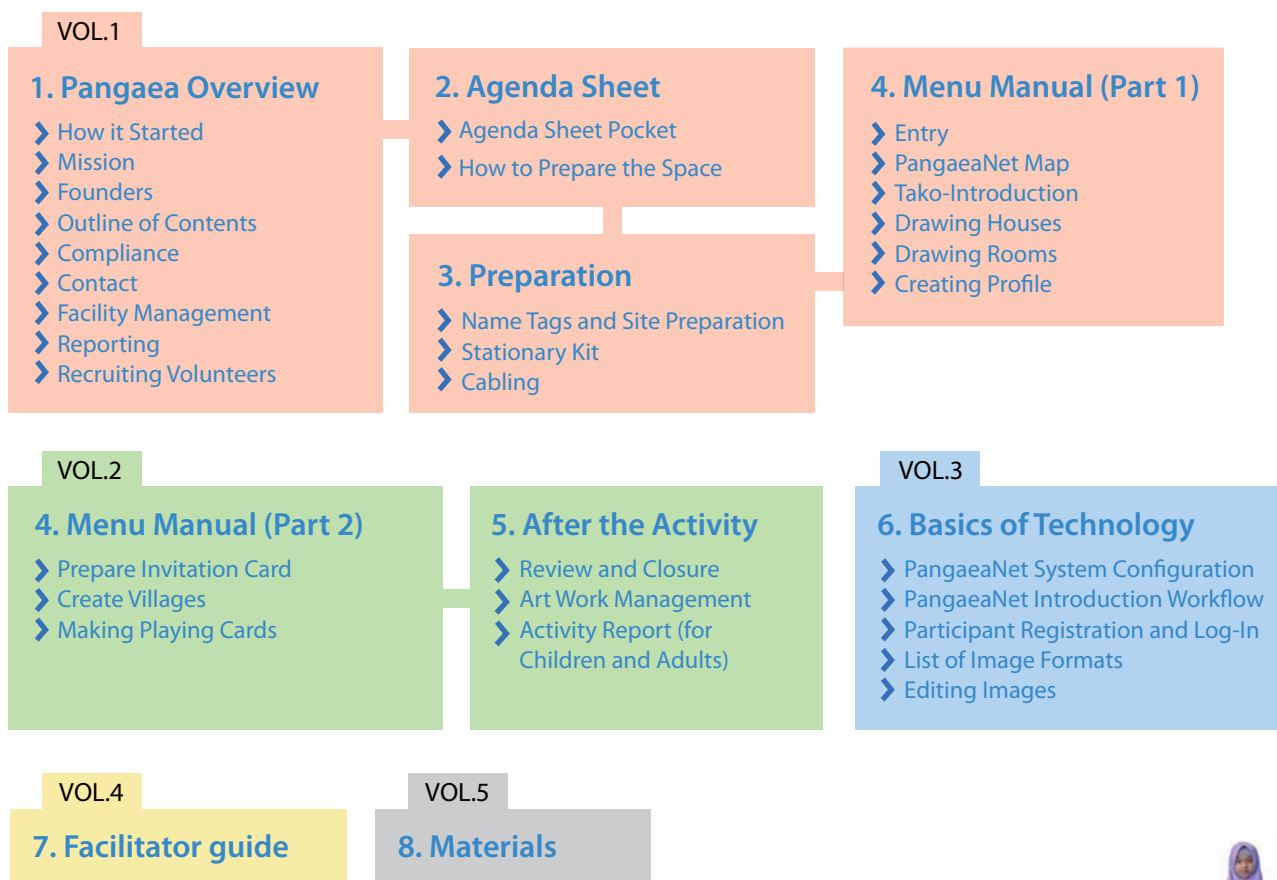 VOL.1
1. Pangaea Overview
How it Started
Mission
Founders
Outline of Contents
Compliance
Contact
Facility Management
Reporting
Recruiting Volunteers
2. Agenda Sheet
Agenda Sheet Pocket
How to Prepare the Space
3. Preparation
Name Tags and Site Preparation
Stationary Kit
Cabling
4. Menu Manual (Part 1)
Entry
PangaeaNet Map
Tako-Introduction
Drawing Houses
Drawing Rooms
Creating Profile
VOL.2
4. Menu Manual (Part 2)
Prepare Invitation Card
Create Villages
Making Playing Cards
5. After the Activity
Review and Closure
Art Work Management
Activity Report (for
Children and Adults)
VOL.3
6. Basics of Technology
PangaeaNet System Configuration
PangaeaNet Introduction Workflow
Participant Registration and Log-In
List of Image Formats
Editing Images
VOL.4
7. Facilitator guide
VOL.5
8. Materials